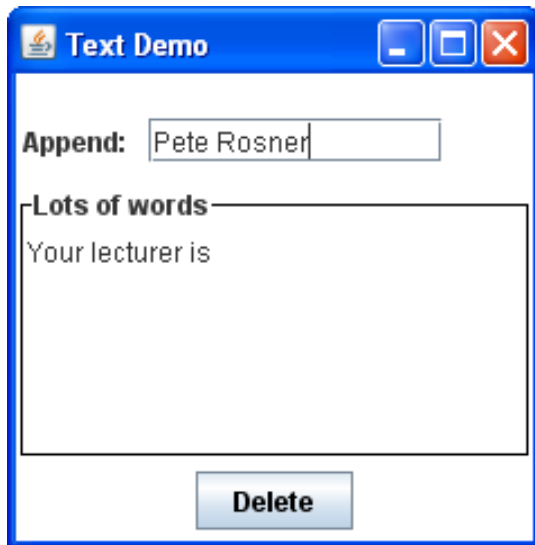 Text Demo
Append: Pete Rosner
Lots of words
Your lecturer is
Delete